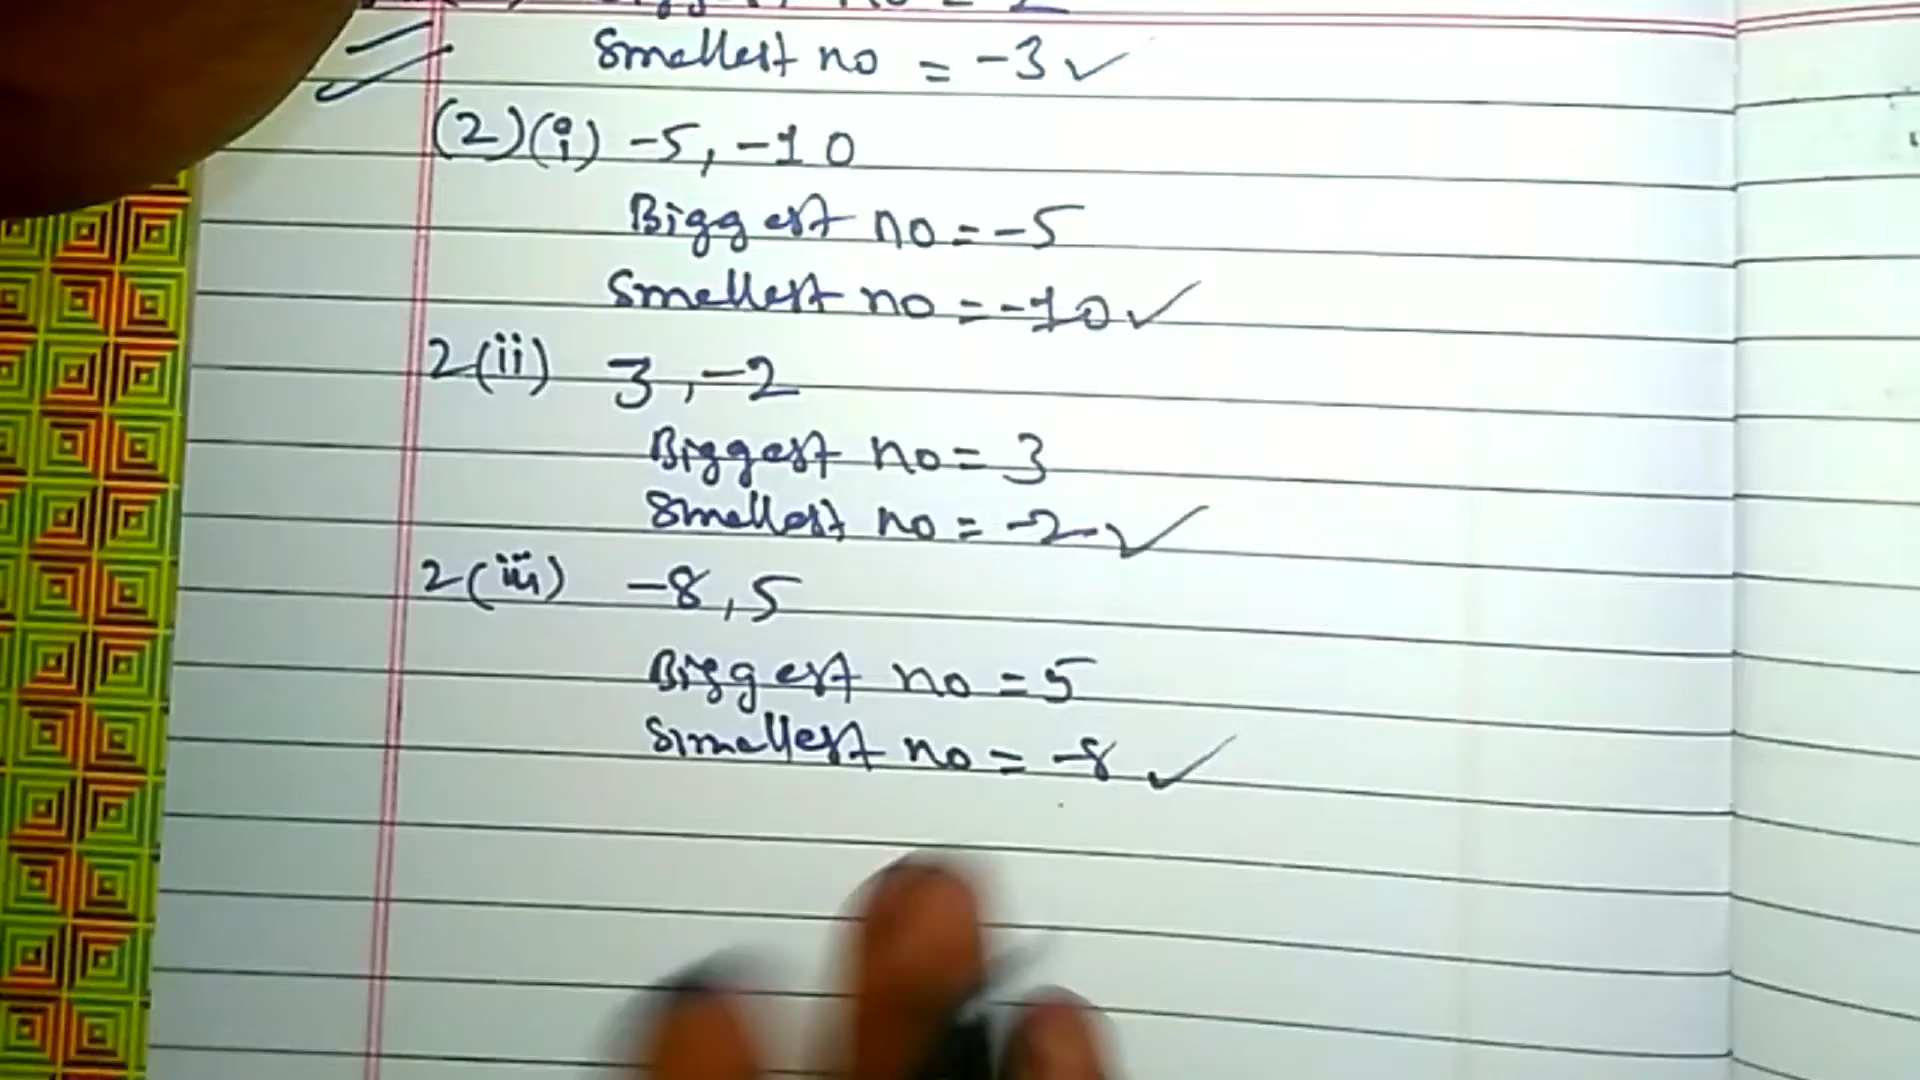 Smallest no = -3 ✓
(2)(i) -5, -10
Biggest no = -5
Smallest no = -10 ✓
2(ii) 3, -2
Biggest no = 3
Smallest no = -2 ✓
2(iii) -8, 5
Biggest no = 5
Smallest no = -8 ✓